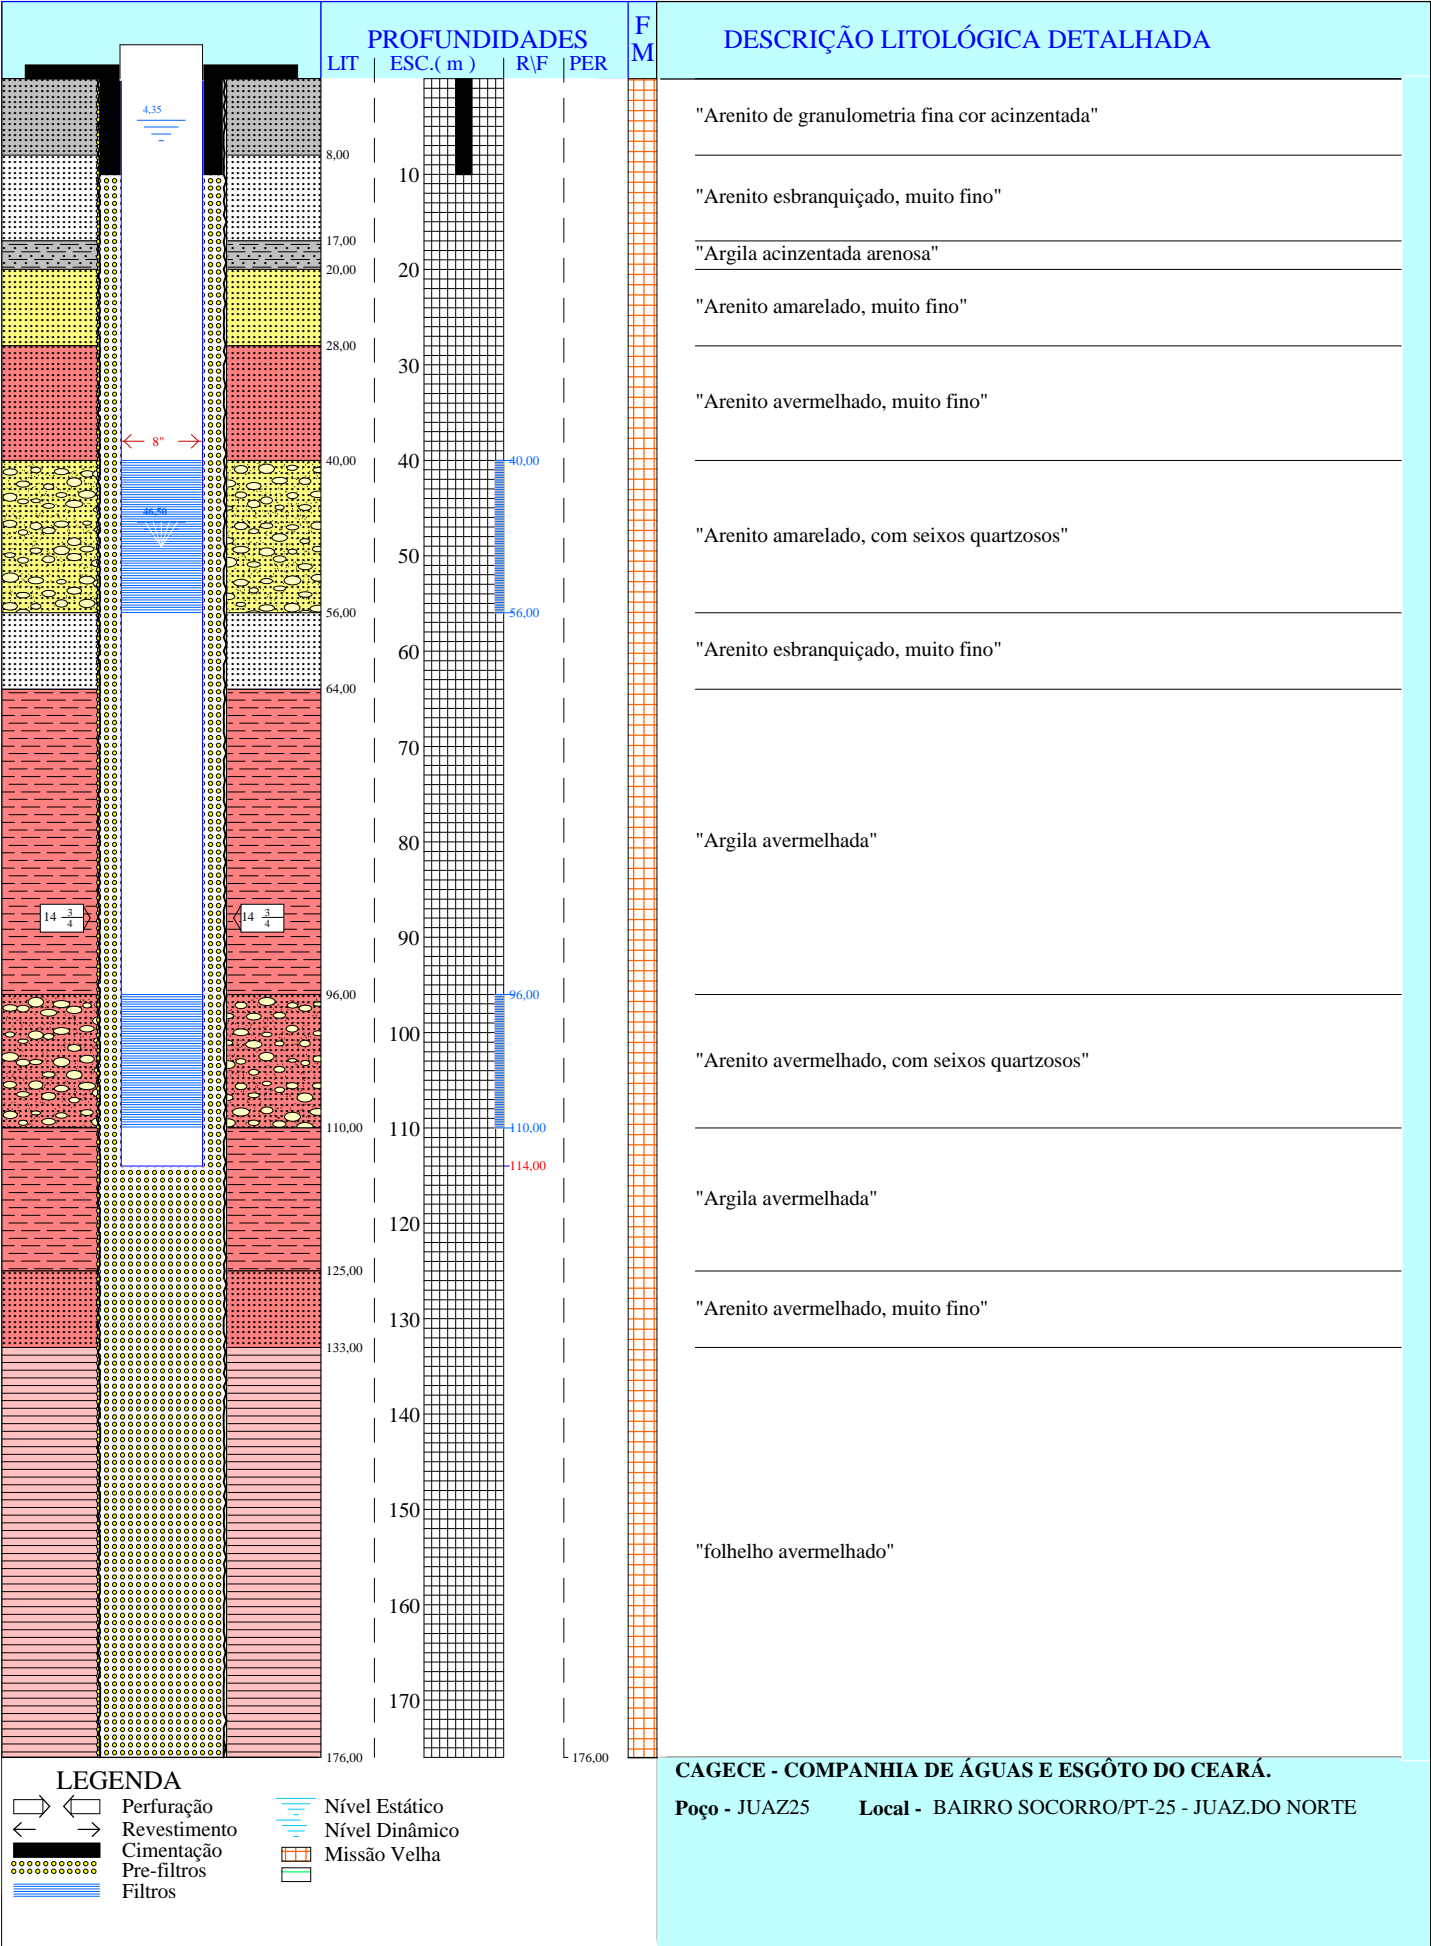 PROFUNDIDADES
LIT ESC.( m ) R\F PER
F
M
DESCRIÇÃO LITOLÓGICA DETALHADA
4,35
"Arenito de granulometria fina cor acinzentada"
8,00
10
"Arenito esbranquiçado, muito fino"
17,00
"Argila acinzentada arenosa"
20,00
20
"Arenito amarelado, muito fino"
28,00
30
"Arenito avermelhado, muito fino"
8"
40,00 40 40,00
46,50
"Arenito amarelado, com seixos quartzosos"
50
56,00 56,00
60
"Arenito esbranquiçado, muito fino"
64,00
70
80
"Argila avermelhada"
14 3/4 14 3/4
90
96,00 96,00
100
"Arenito avermelhado, com seixos quartzosos"
110,00 110 110,00
114,00
"Argila avermelhada"
120
125,00
"Arenito avermelhado, muito fino"
130
133,00
140
150
"folhelho avermelhado"
160
170
176,00 176,00
LEGENDA
Perfuração
Revestimento
Cimentação
Pre-filtros
Filtros
Nível Estático
Nível Dinâmico
Missão Velha
CAGECE - COMPANHIA DE ÁGUAS E ESGÔTO DO CEARÁ.
Poço - JUAZ25 Local - BAIRRO SOCORRO/PT-25 - JUAZ.DO NORTE